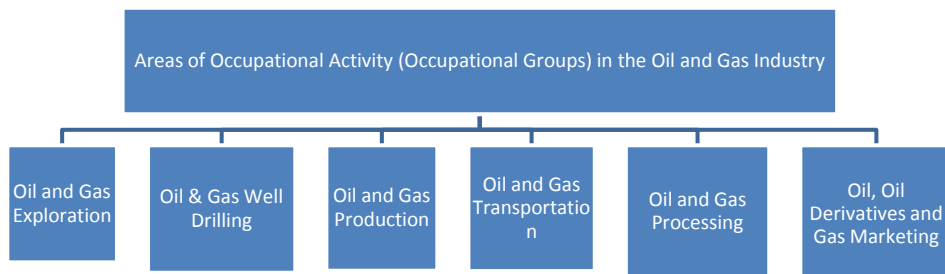 Areas of Occupational Activity (Occupational Groups) in the Oil and Gas Industry
Oil and Gas
Exploration
Oil & Gas Well
Drilling
Oil and Gas
Production
Oil and Gas
Transportatio
n
Oil and Gas
Processing
Oil, Oil
Derivatives and
Gas Marketing